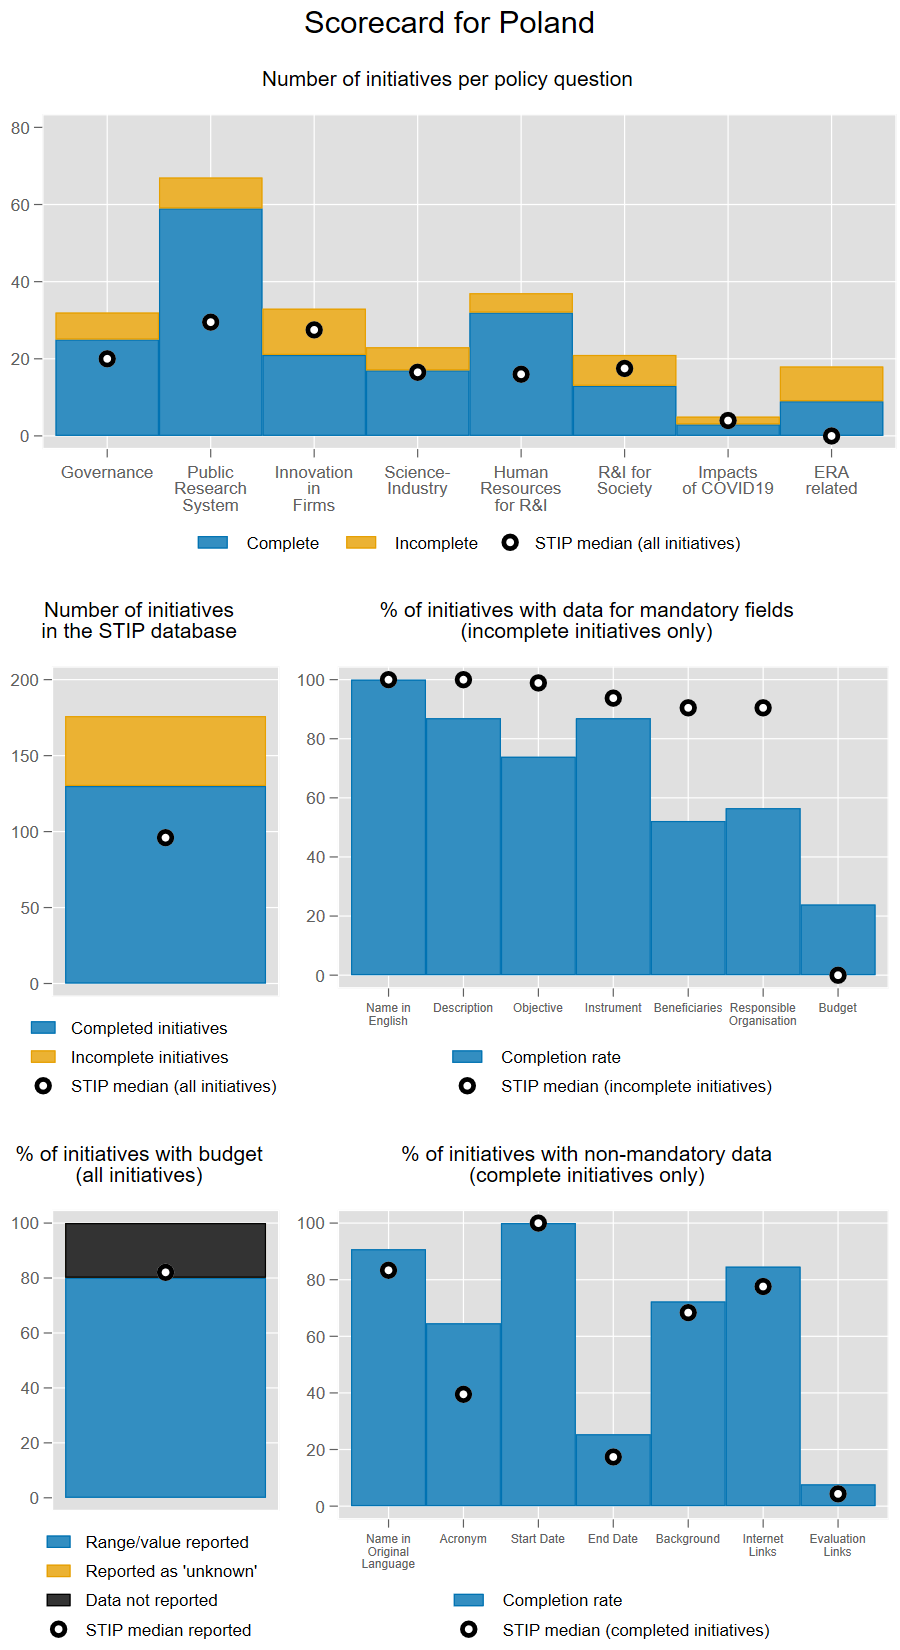 Scorecard for Poland
Number of initiatives per policy question
80
60
40
20
0
Governance
Public
Research
System
Innovation
in
Firms
Science-
Industry
Human
Resources
for R&I
R&I for
Society
Impacts
of COVID19
ERA
related
Complete
Incomplete
STIP median (all initiatives)
Number of initiatives
in the STIP database
200
150
100
50
0
Completed initiatives
Incomplete initiatives
STIP median (all initiatives)
% of initiatives with data for mandatory fields
(incomplete initiatives only)
100
80
60
40
20
0
Name in
English
Description
Objective
Instrument
Beneficiaries
Responsible
Organisation
Budget
Completion rate
STIP median (incomplete initiatives)
% of initiatives with budget
(all initiatives)
100
80
60
40
20
0
Range/value reported
Reported as 'unknown'
Data not reported
STIP median reported
% of initiatives with non-mandatory data
(complete initiatives only)
100
80
60
40
20
0
Name in
Original
Language
Acronym
Start Date
End Date
Background
Internet
Links
Evaluation
Links
Completion rate
STIP median (completed initiatives)